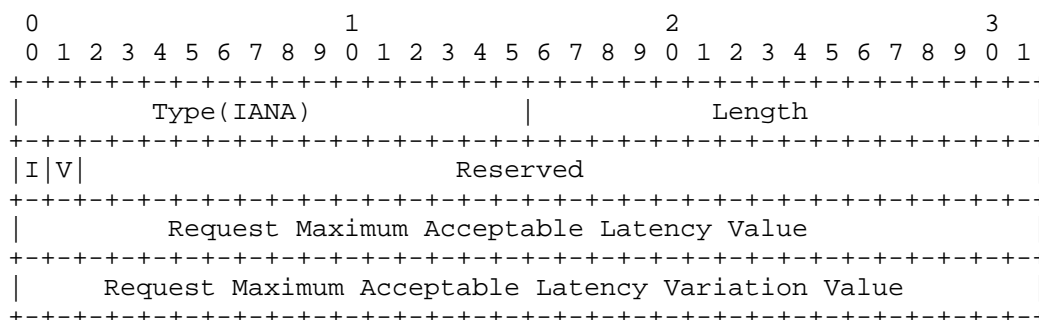 0                   1                   2                   3
0 1 2 3 4 5 6 7 8 9 0 1 2 3 4 5 6 7 8 9 0 1 2 3 4 5 6 7 8 9 0 1
+-+-+-+-+-+-+-+-+-+-+-+-+-+-+-+-+-+-+-+-+-+-+-+-+-+-+-+-+-+-+-+--
|        Type(IANA)             |           Length              |
+-+-+-+-+-+-+-+-+-+-+-+-+-+-+-+-+-+-+-+-+-+-+-+-+-+-+-+-+-+-+-+--
|I|V|                       Reserved                            |
+-+-+-+-+-+-+-+-+-+-+-+-+-+-+-+-+-+-+-+-+-+-+-+-+-+-+-+-+-+-+-+--
|         Request Maximum Acceptable Latency Value              |
+-+-+-+-+-+-+-+-+-+-+-+-+-+-+-+-+-+-+-+-+-+-+-+-+-+-+-+-+-+-+-+--
|     Request Maximum Acceptable Latency Variation Value        |
+-+-+-+-+-+-+-+-+-+-+-+-+-+-+-+-+-+-+-+-+-+-+-+-+-+-+-+-+-+-+-+--